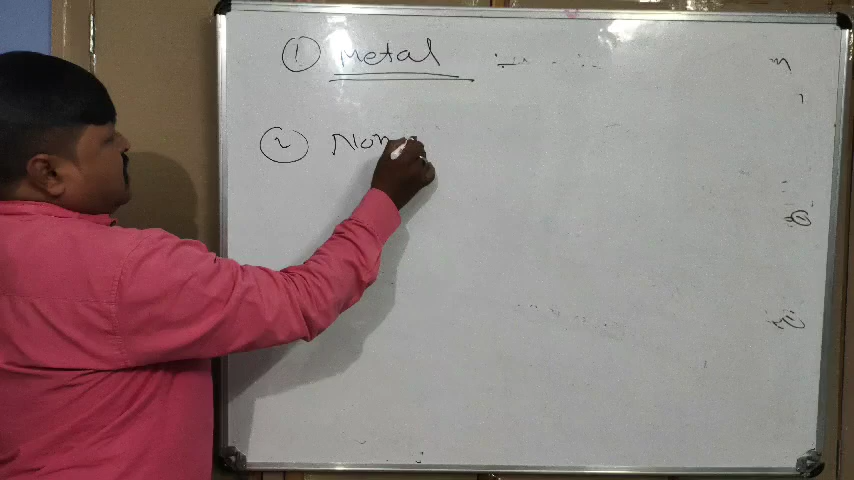 ① Metal
② Non